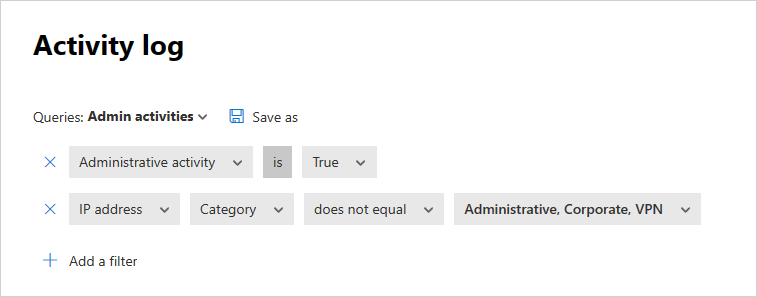 Activity log
Queries: Admin activities Save as
Administrative activity is True
IP address Category does not equal Administrative, Corporate, VPN
Add a filter